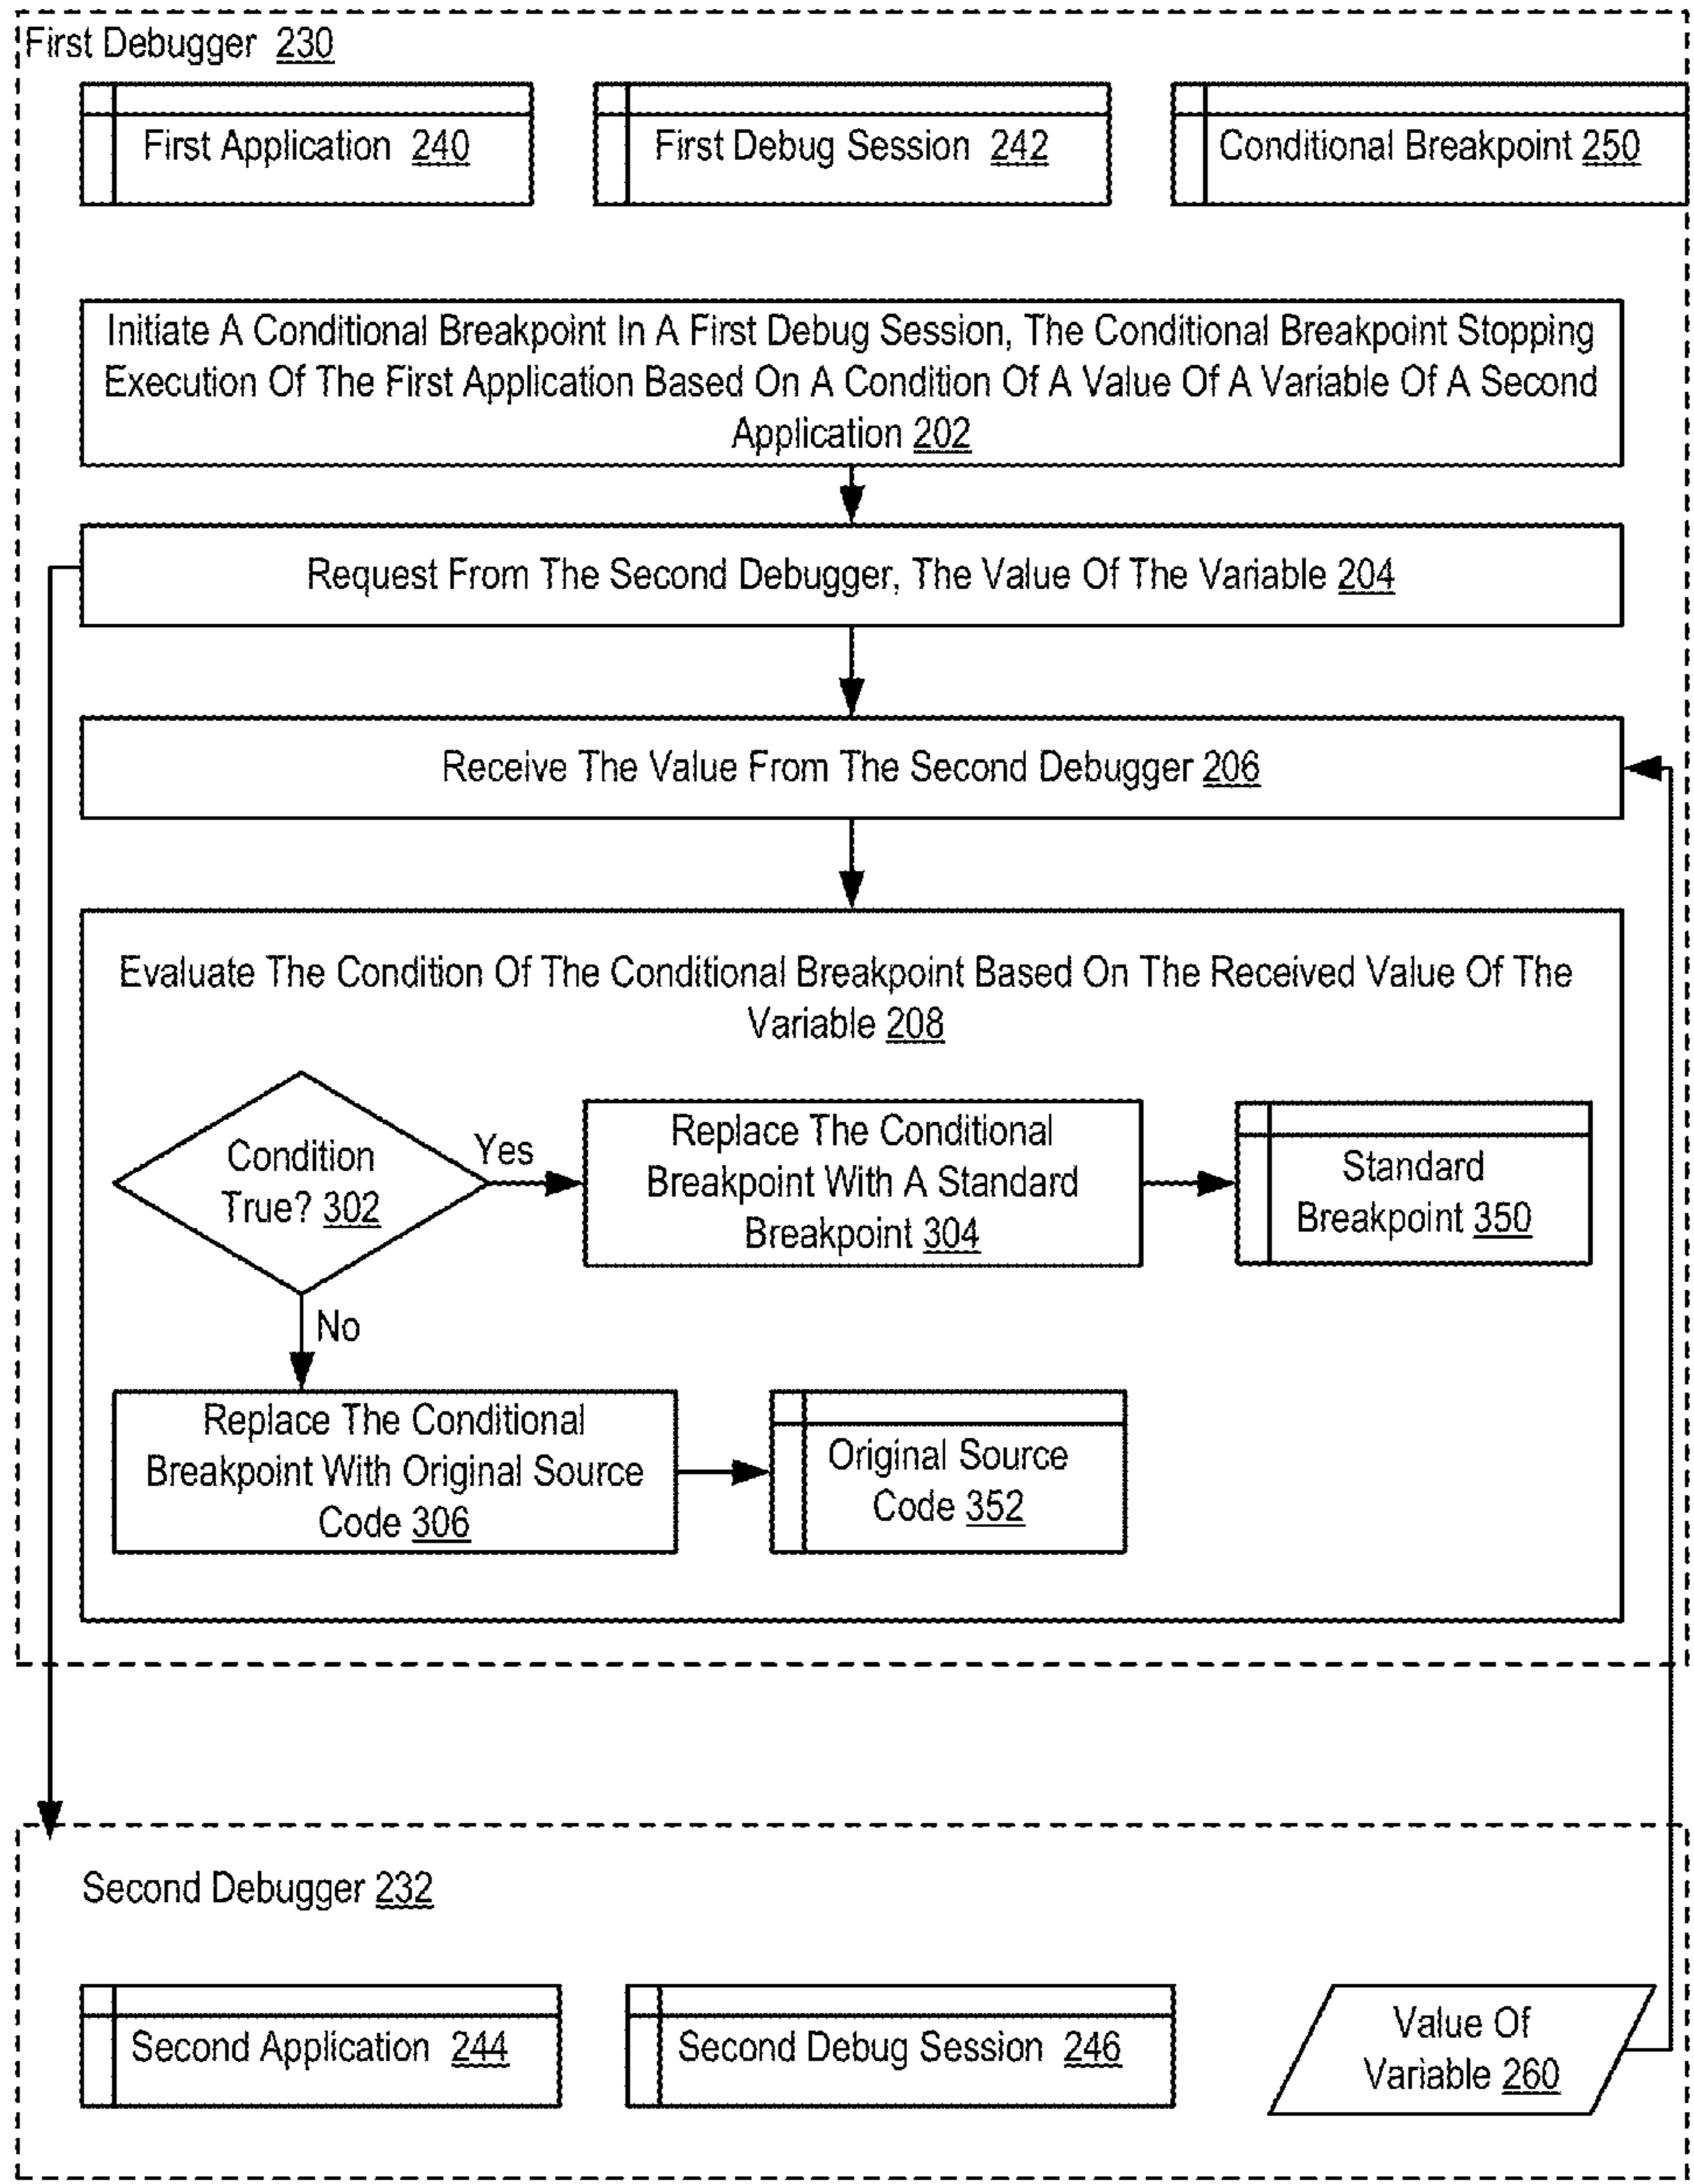 First Debugger 230
First Application 240
First Debug Session 242
Conditional Breakpoint 250
Initiate A Conditional Breakpoint In A First Debug Session, The Conditional Breakpoint Stopping
Execution Of The First Application Based On A Condition Of A Value Of A Variable Of A Second
Application 202
Request From The Second Debugger, The Value Of The Variable 204
Receive The Value From The Second Debugger 206
Evaluate The Condition Of The Conditional Breakpoint Based On The Received Value Of The
Variable 208
Condition
True? 302
Yes
Replace The Conditional
Breakpoint With A Standard
Breakpoint 304
Standard
Breakpoint 350
No
Replace The Conditional
Breakpoint With Original Source
Code 306
Original Source
Code 352
Second Debugger 232
Second Application 244
Second Debug Session 246
Value Of
Variable 260